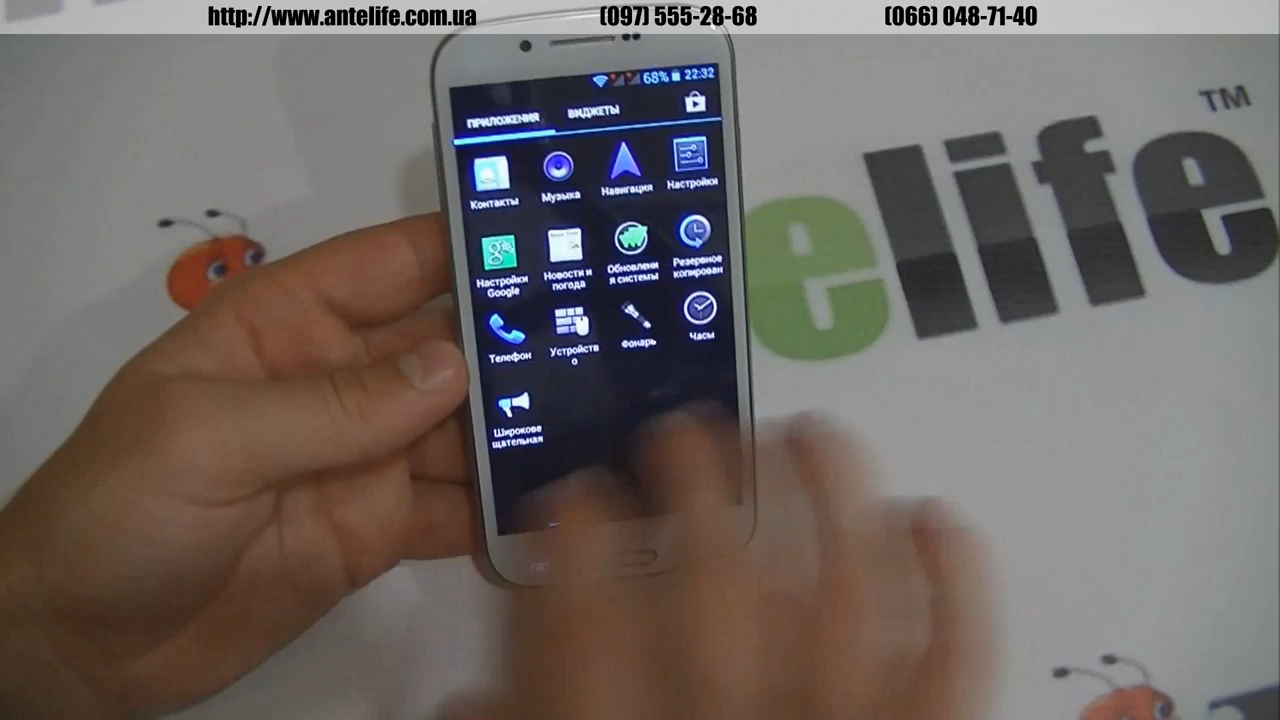 http://www.antelife.com.ua (097) 555-28-68 (066) 048-71-40
68% 22:32
ПРИЛОЖЕНИЯ ВИДЖЕТЫ
Контакты Музыка Навигация Настройки
Настройки Google
Новости и погода
Обновлени я системы
Резервное копирован
Телефон
Устройств о
Фонарь
Часы
Широкове щательная
elife TM